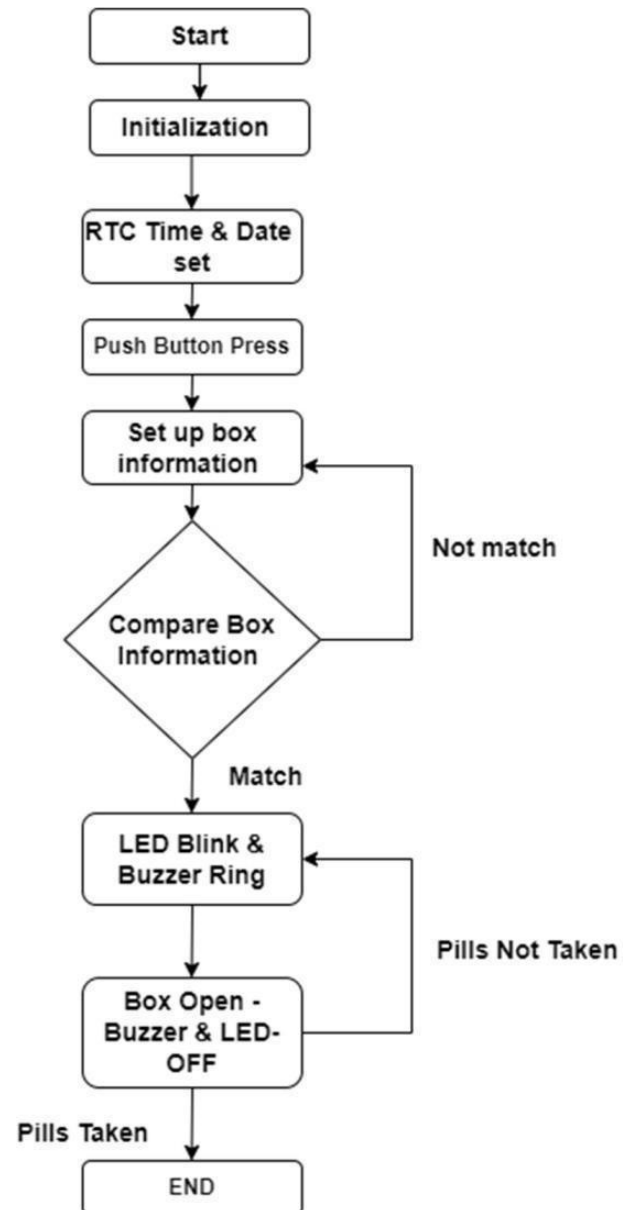 Start
Initialization
RTC Time & Date
set
Push Button Press
Set up box
information
Not match
Compare Box
Information
Match
LED Blink &
Buzzer Ring
Pills Not Taken
Box Open -
Buzzer & LED-
OFF
Pills Taken
END